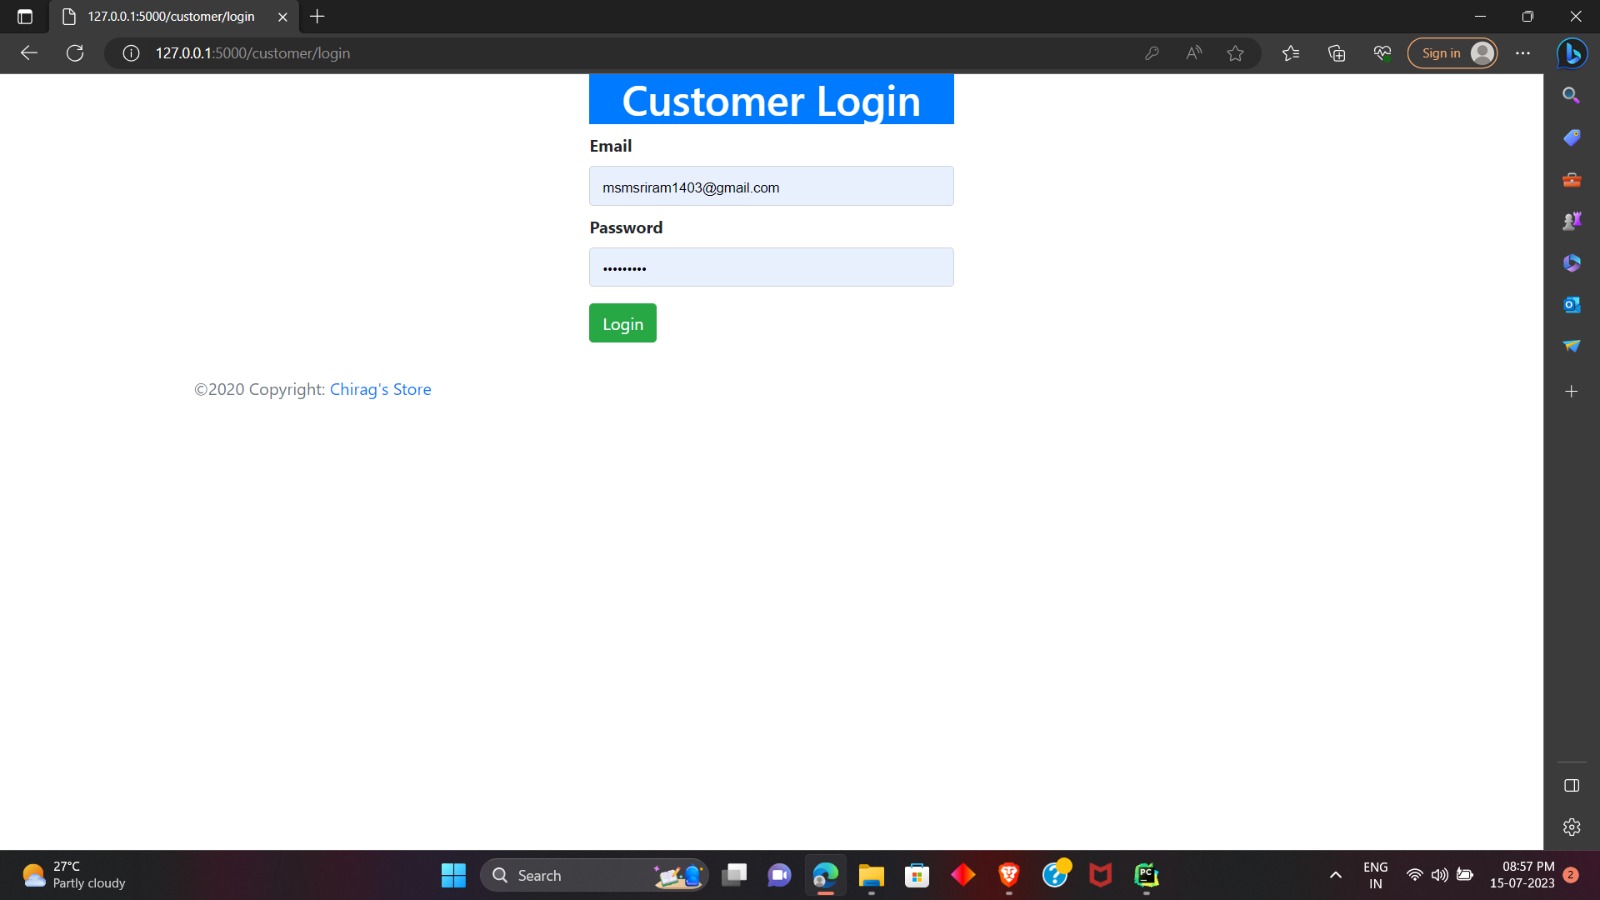 127.0.0.1:5000/customer/login
127.0.0.1:5000/customer/login
Sign in
Customer Login
Email
msmsriram1403@gmail.com
Password
•••••••••
Login
©2020 Copyright: Chirag's Store
27°C
Partly cloudy
Search
PC
ENG
IN
08:57 PM
15-07-2023
2